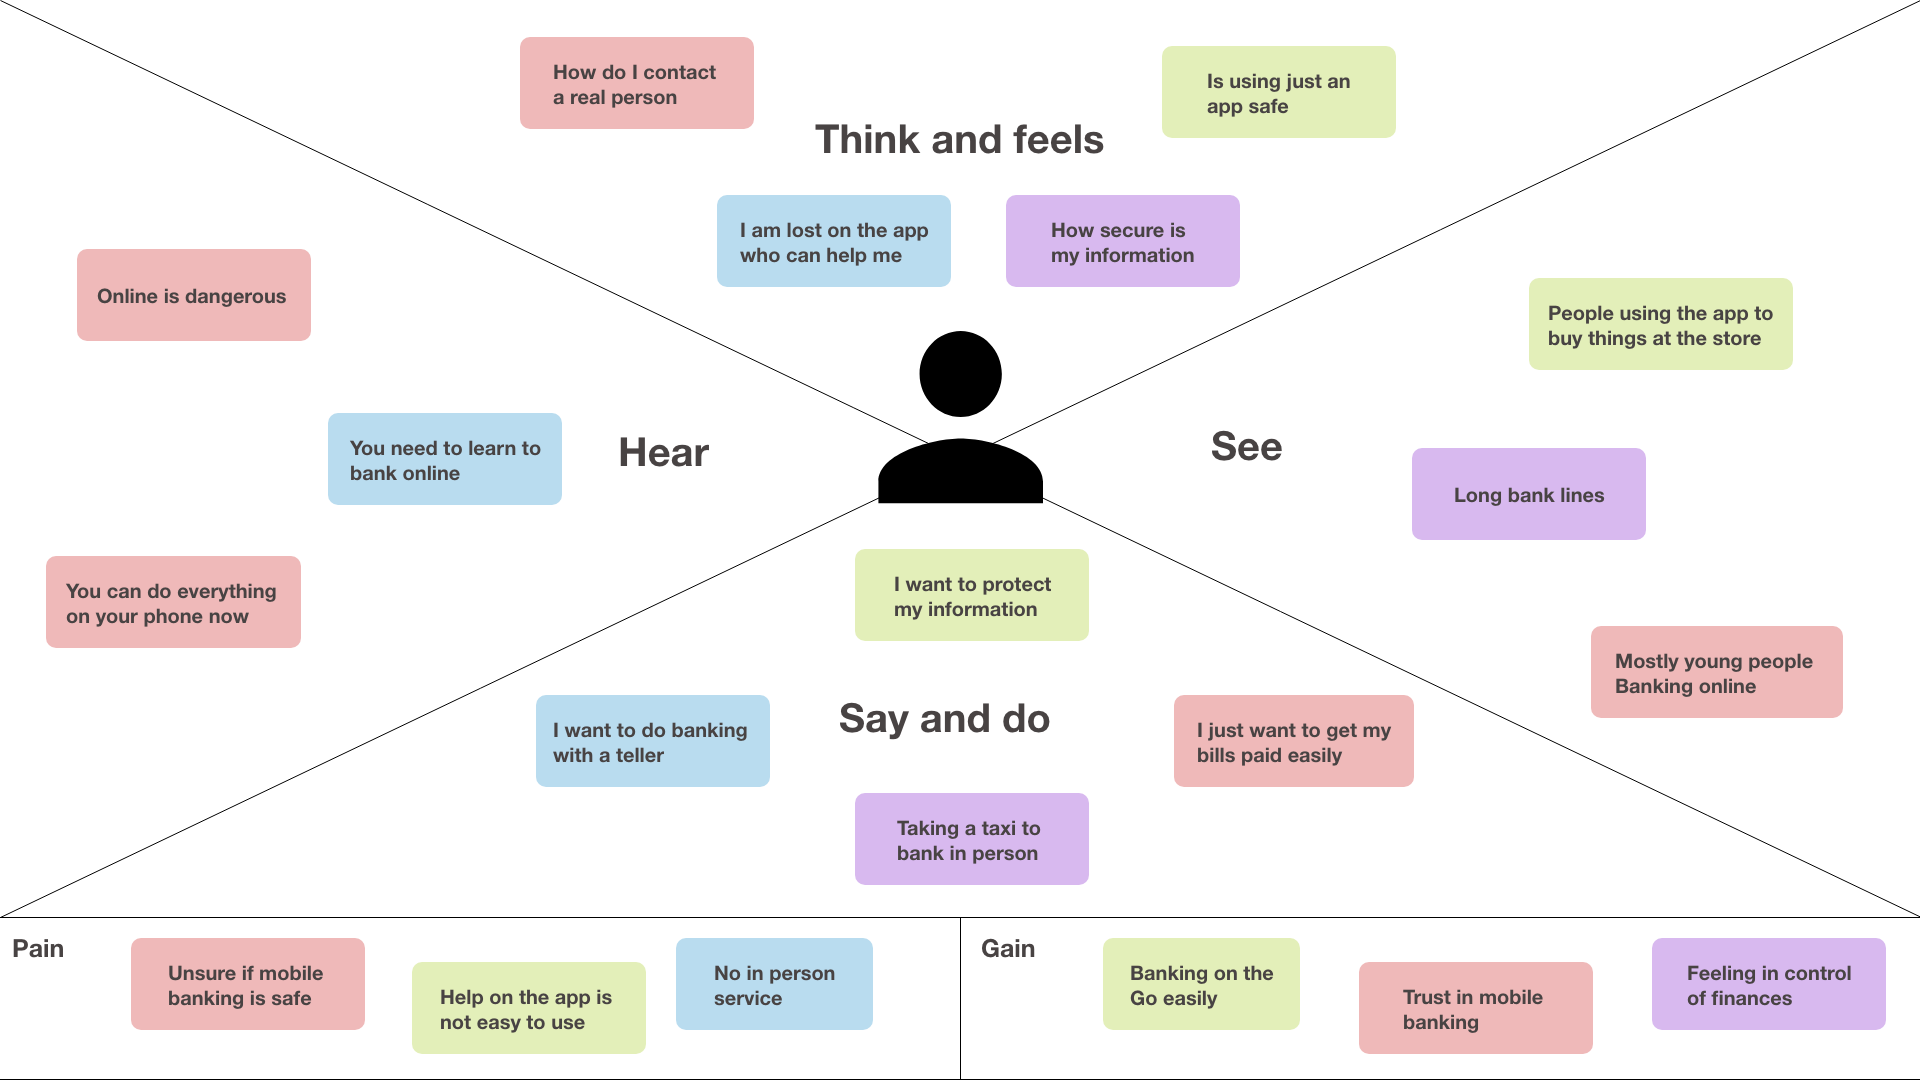 How do I contact
a real person
Is using just an
app safe
Think and feels
I am lost on the app
who can help me
How secure is
my information
Online is dangerous
You need to learn to
bank online
You can do everything
on your phone now
Hear
See
People using the app to
buy things at the store
Long bank lines
Mostly young people
Banking online
I want to protect
my information
Say and do
I want to do banking
with a teller
I just want to get my
bills paid easily
Taking a taxi to
bank in person
Pain
Unsure if mobile
banking is safe
Help on the app is
not easy to use
No in person
service
Gain
Banking on the
Go easily
Trust in mobile
banking
Feeling in control
of finances